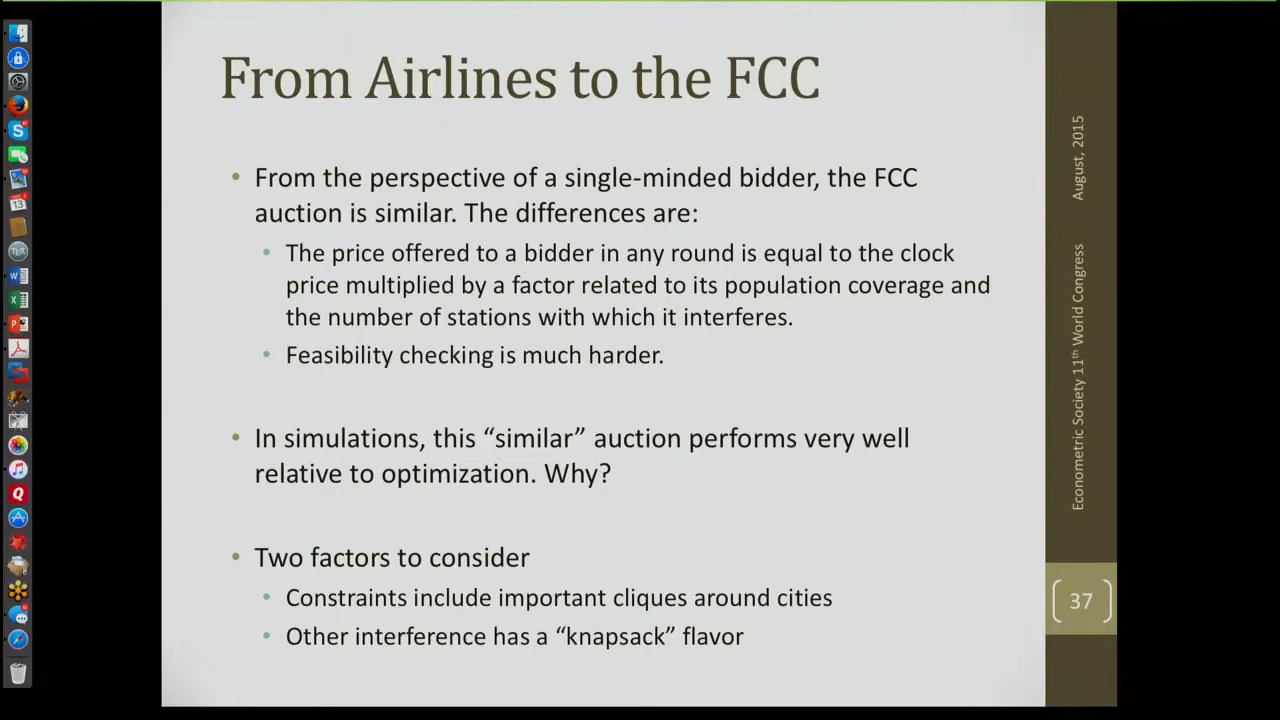 From Airlines to the FCC
• From the perspective of a single-minded bidder, the FCC
auction is similar. The differences are:
• The price offered to a bidder in any round is equal to the clock
price multiplied by a factor related to its population coverage and
the number of stations with which it interferes.
• Feasibility checking is much harder.
• In simulations, this “similar” auction performs very well
relative to optimization. Why?
• Two factors to consider
• Constraints include important cliques around cities
• Other interference has a “knapsack” flavor
August, 2015
Econometric Society 11th World Congress
37